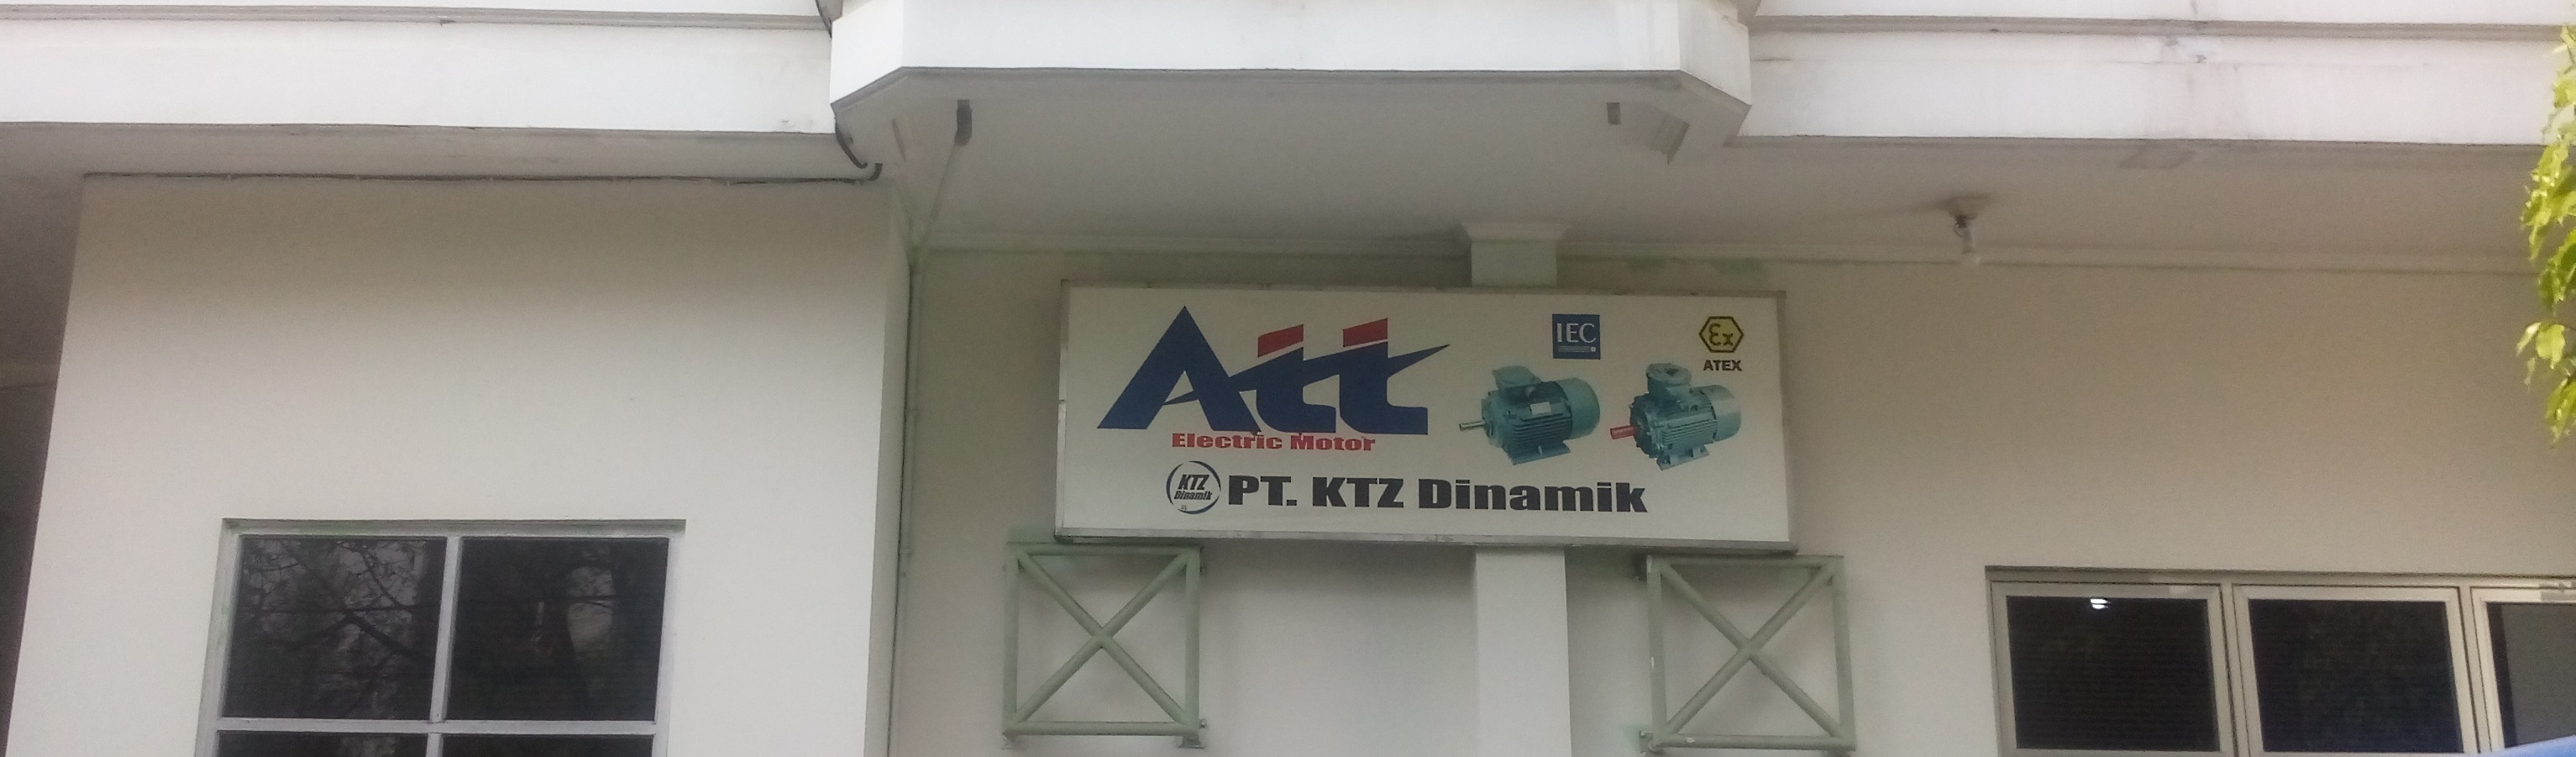 Att
Electric Motor
IEC
Ex
ATEX
KTZ
Dinamik
PT. KTZ Dinamik